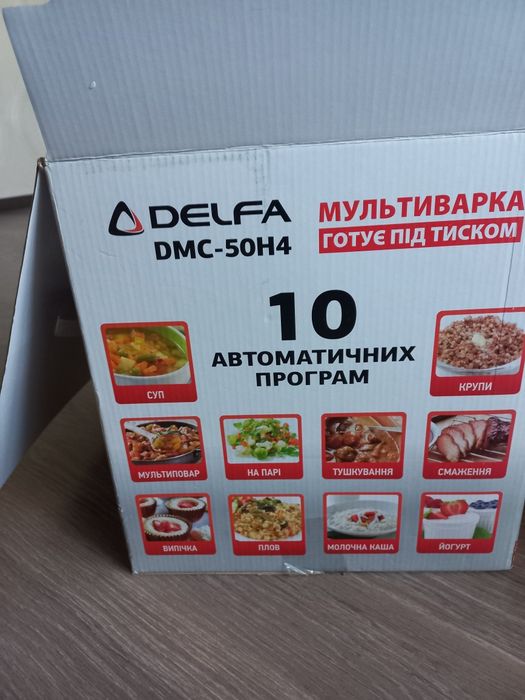 DELFA
DMC-50H4
МУЛЬТИВАРКА
ГОТУЄ ПІД ТИСКОМ
10
АВТОМАТИЧНИХ
ПРОГРАМ
СУП
КРУПИ
МУЛЬТИПОВАР
НА ПАРІ
ТУШКУВАННЯ
СМАЖЕННЯ
ВИПІЧКА
ПЛОВ
МОЛОЧНА КАША
ЙОГУРТ